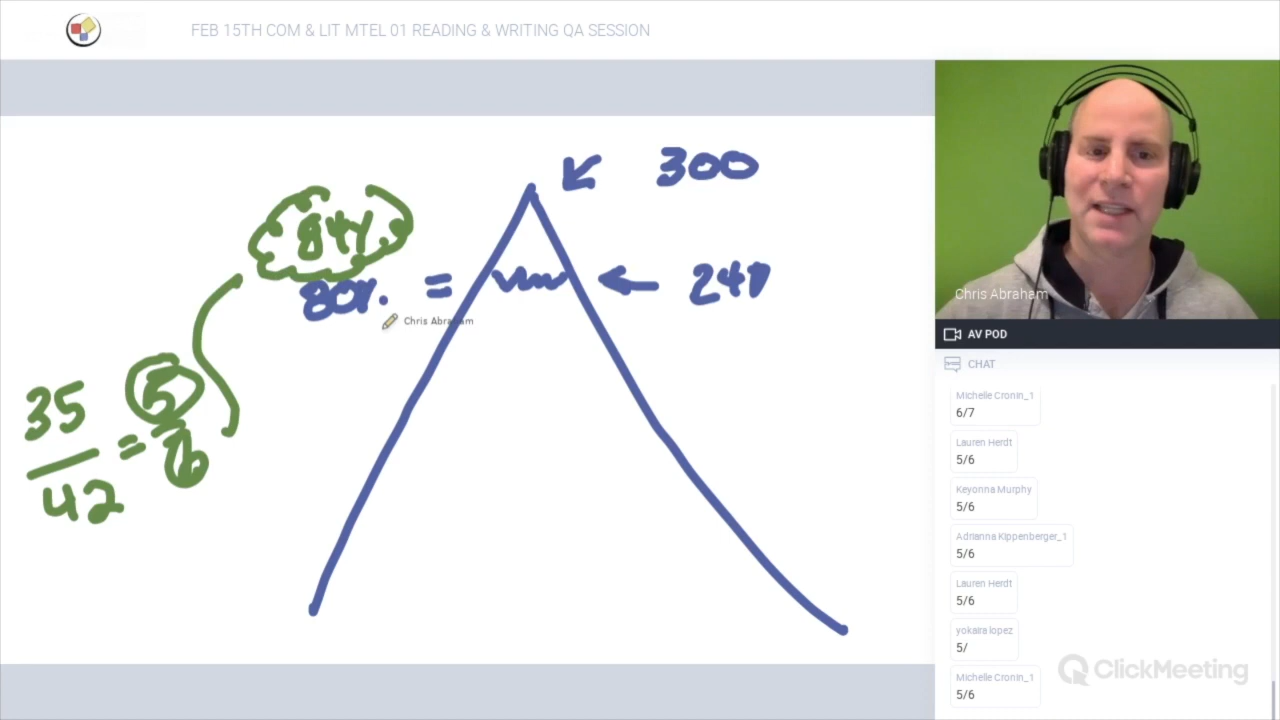 FEB 15TH COM & LIT MTEL 01 READING & WRITING QA SESSION
300
84%
80%. =
240
Chris Abraham
35
42
=
5
6
Chris Abraham
AV POD
CHAT
Michelle Cronin_1
6/7
Lauren Herdt
5/6
Keyonna Murphy
5/6
Adrianna Kippenberger_1
5/6
Lauren Herdt
5/6
yokaira lopez
5/
Michelle Cronin_1
5/6
ClickMeeting